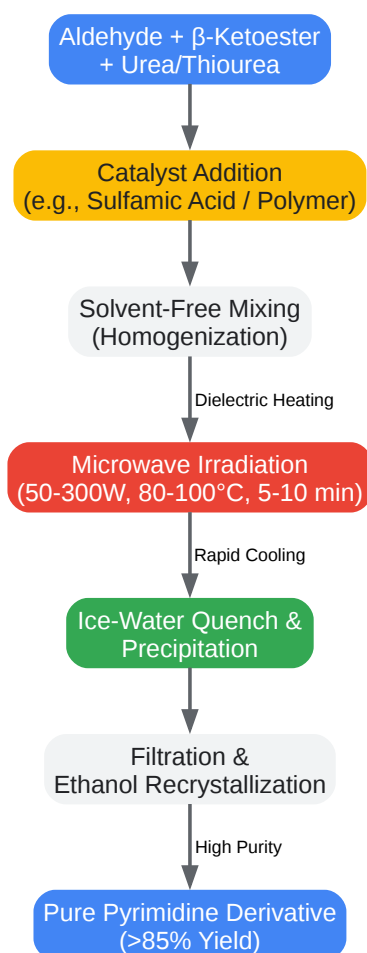 Aldehyde + β-Ketoester
+ Urea/Thiourea
Catalyst Addition
(e.g., Sulfamic Acid / Polymer)
Solvent-Free Mixing
(Homogenization)
Dielectric Heating
Microwave Irradiation
(50-300W, 80-100°C, 5-10 min)
Rapid Cooling
Ice-Water Quench &
Precipitation
Filtration &
Ethanol Recrystallization
High Purity
Pure Pyrimidine Derivative
(>85% Yield)